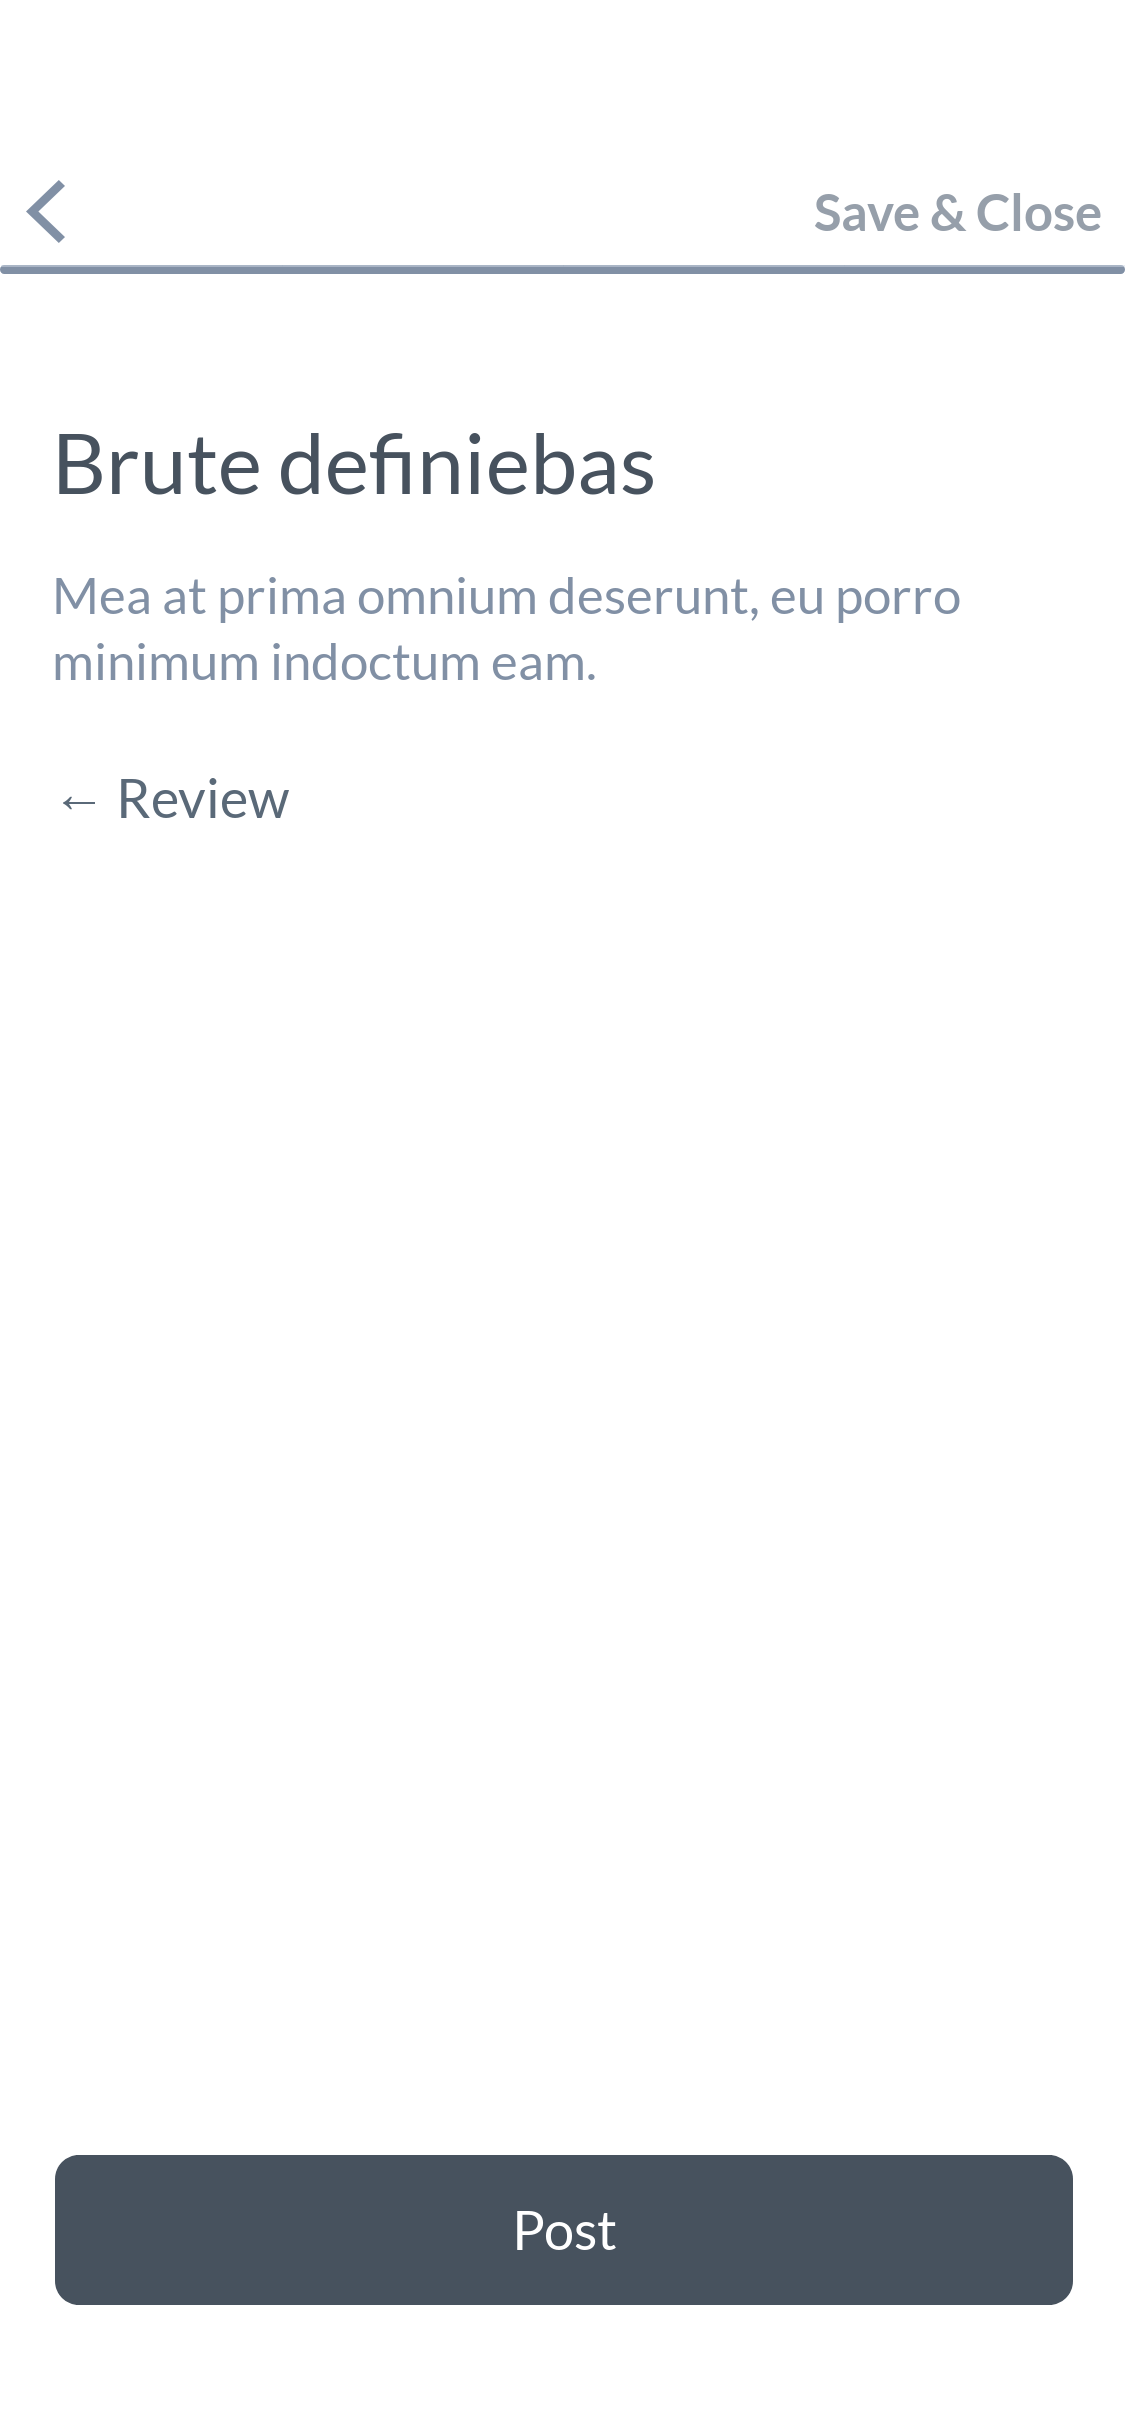 Save & Close
Brute definiebas
Mea at prima omnium deserunt, eu porro
minimum indoctum eam.
← Review
Post